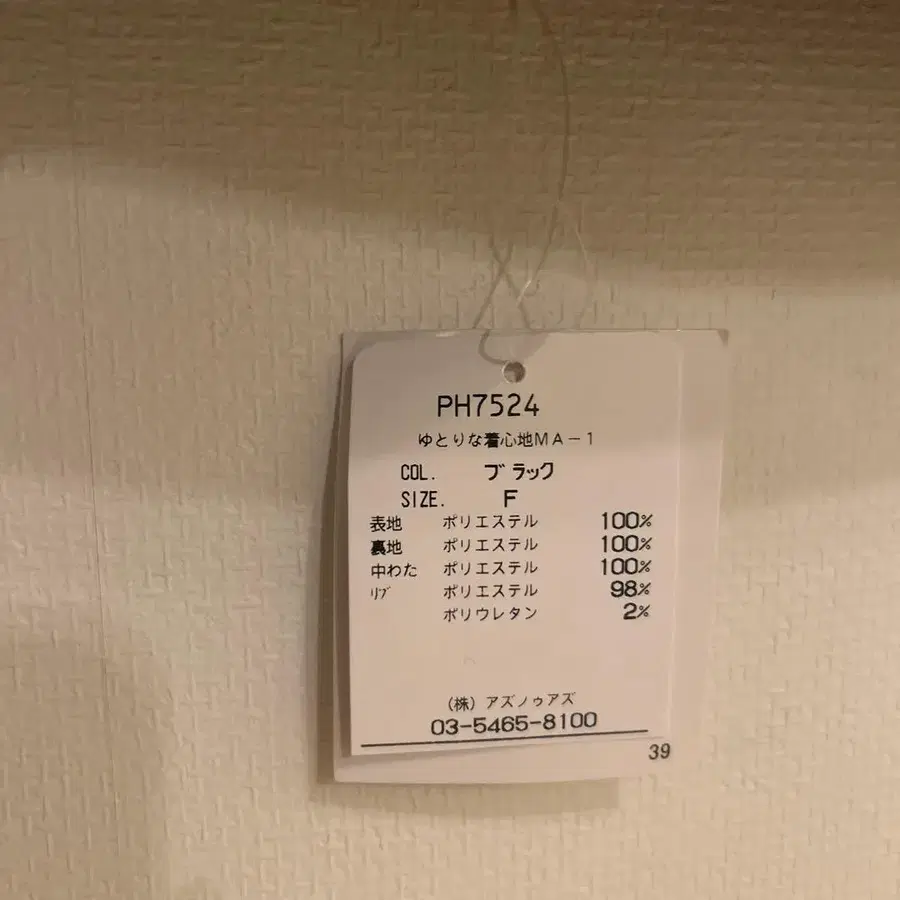 PH7524
ゆとりな着心地MA-1
COL. ブラック
SIZE. F
表地 ポリエステル 100%
裏地 ポリエステル 100%
中わた ポリエステル 100%
ﾘﾌﾞ ポリエステル 98%
ポリウレタン 2%
(株) アズノゥアズ
03-5465-8100
39